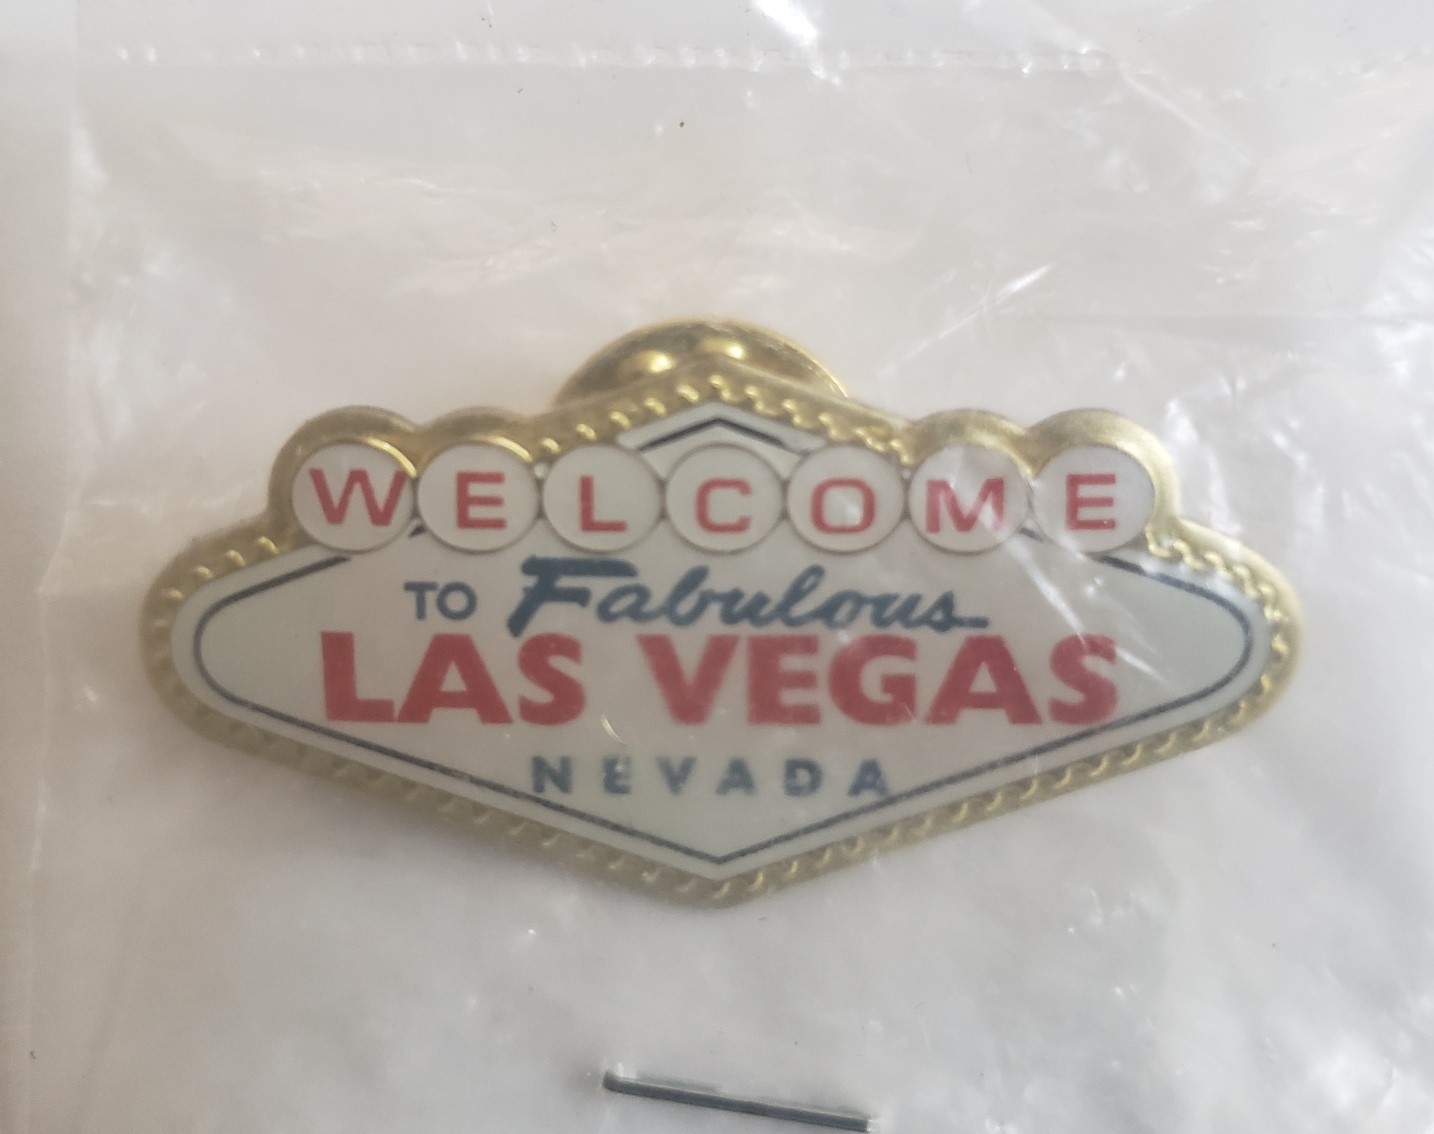 WELCOME
TO Fabulous
LAS VEGAS
NEVADA